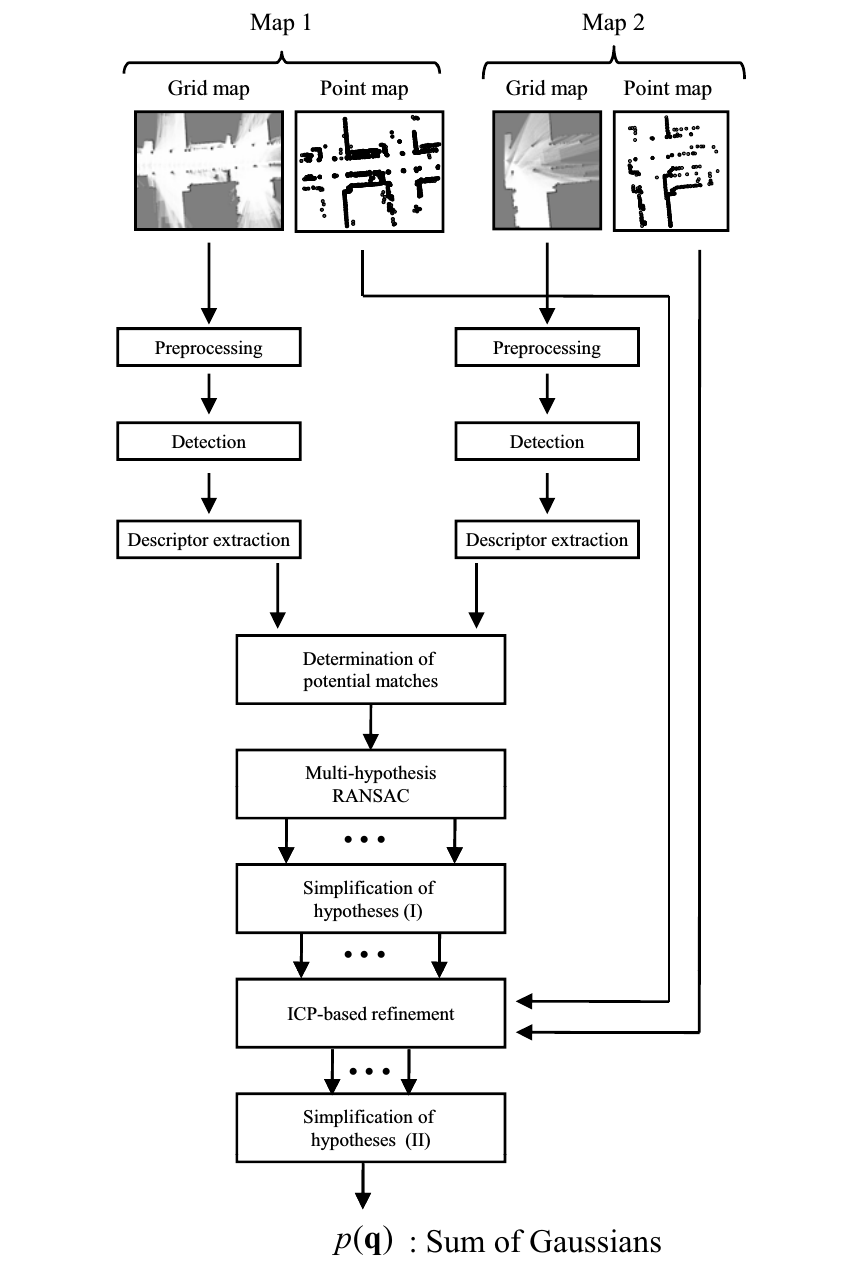 Map 1
Map 2
Grid map
Point map
Grid map
Point map
Preprocessing
Preprocessing
Detection
Detection
Descriptor extraction
Descriptor extraction
Determination of
potential matches
Multi-hypothesis
RANSAC
• • •
Simplification of
hypotheses (I)
• • •
ICP-based refinement
• • •
Simplification of
hypotheses (II)
p(q) : Sum of Gaussians